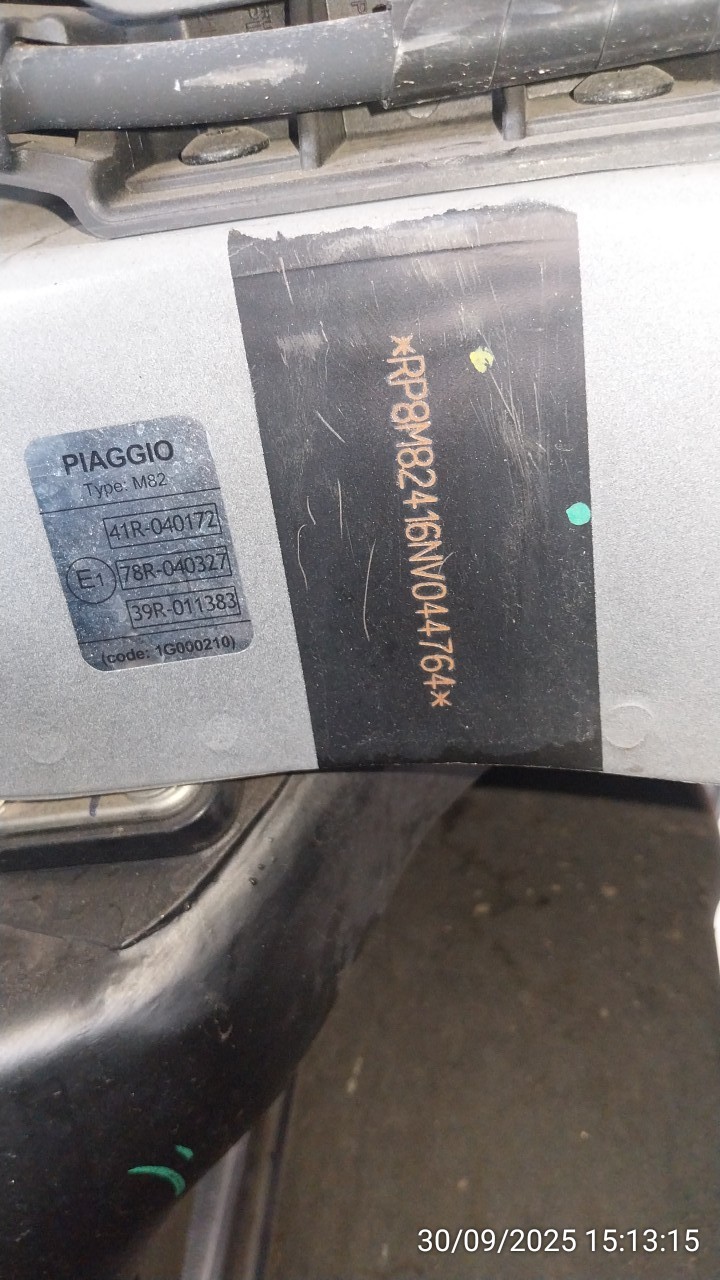 PIAGGIO
Type: M82
41R-040172
E1
78R-040327
39R-011383
(code: 1G000210)
*RP8M82416NV044764*
30/09/2025 15:13:15